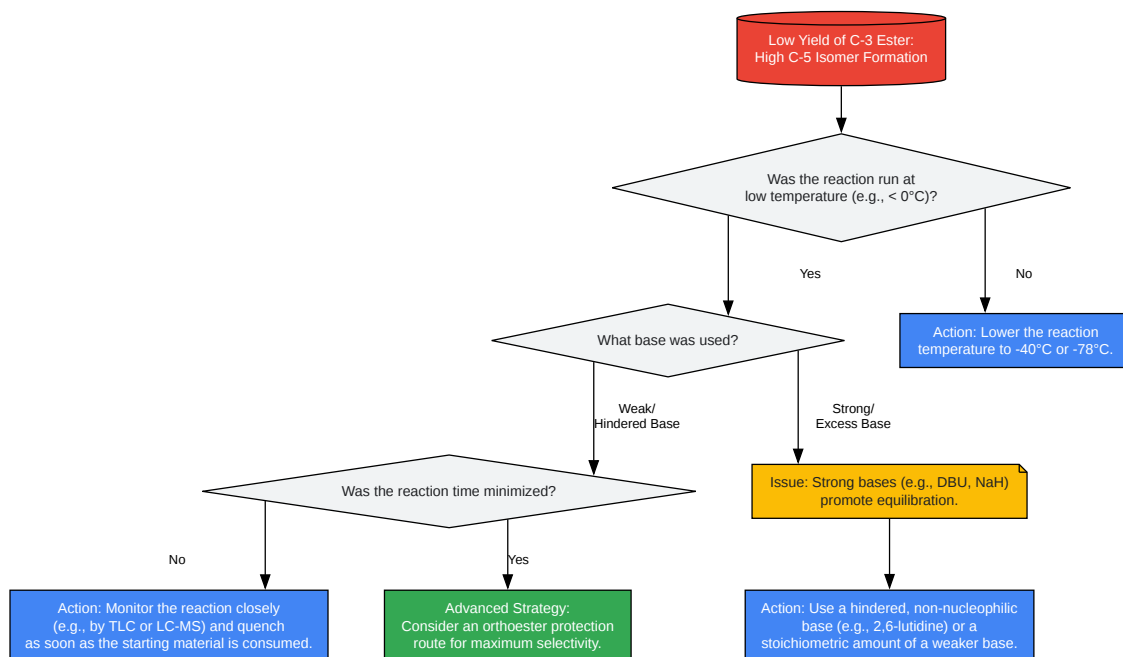 Low Yield of C-3 Ester:
High C-5 Isomer Formation
Was the reaction run at
low temperature (e.g., < 0°C)?
Yes
No
What base was used?
Action: Lower the reaction
temperature to -40°C or -78°C.
Weak/
Hindered Base
Strong/
Excess Base
Was the reaction time minimized?
Issue: Strong bases (e.g., DBU, NaH)
promote equilibration.
No
Yes
Action: Monitor the reaction closely
(e.g., by TLC or LC-MS) and quench
as soon as the starting material is consumed.
Advanced Strategy:
Consider an orthoester protection
route for maximum selectivity.
Action: Use a hindered, non-nucleophilic
base (e.g., 2,6-lutidine) or a
stoichiometric amount of a weaker base.